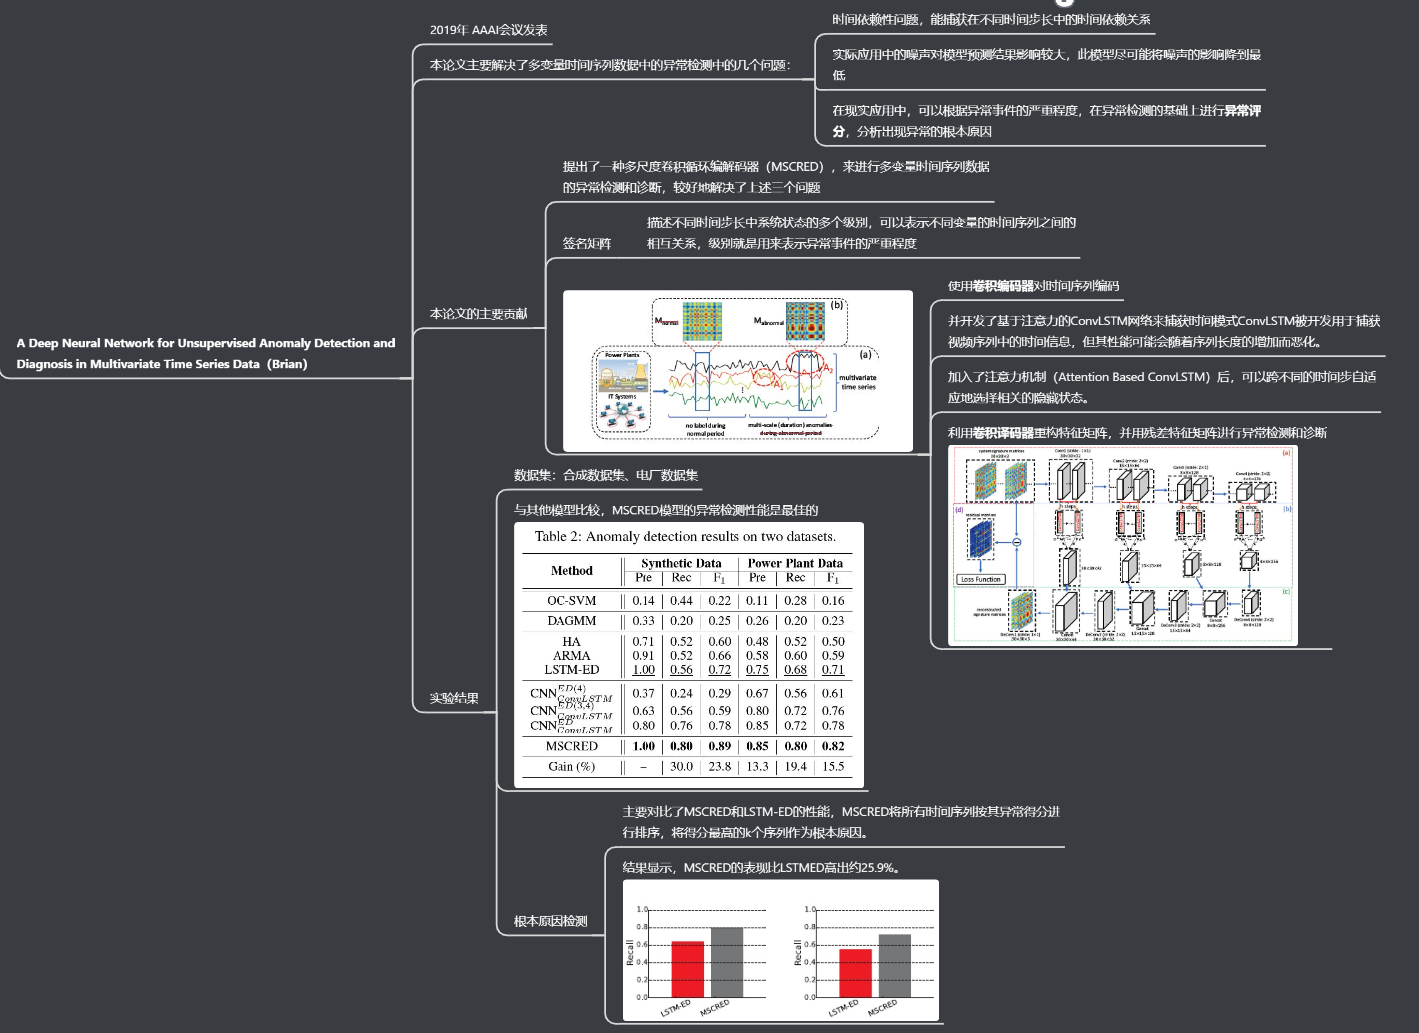 A Deep Neural Network for Unsupervised Anomaly Detection and
Diagnosis in Multivariate Time Series Data（Brian）
2019年 AAAI会议发表
本论文主要解决了多变量时间序列数据中的异常检测中的几个问题：
时间依赖性问题，能捕获在不同时间步长中的时间依赖关系
实际应用中的噪声对模型预测结果影响较大，此模型尽可能将噪声的影响降到最
低
在现实应用中，可以根据异常事件的严重程度，在异常检测的基础上进行异常评
分，分析出现异常的根本原因
本论文的主要贡献
提出了一种多尺度卷积循环编解码器（MSCRED），来进行多变量时间序列数据
的异常检测和诊断，较好地解决了上述三个问题
签名矩阵
描述不同时间步长中系统状态的多个级别，可以表示不同变量的时间序列之间的
相互关系，级别就是用来表示异常事件的严重程度
(b)
Mnormal
Mabnormal
(a)
Power Plants
IT Systems
A2
A1
multivariate
time series
no label during
normal period
multi-scale (duration) anomalies
during abnormal period
使用卷积编码器对时间序列编码
并开发了基于注意力的ConvLSTM网络来捕获时间模式ConvLSTM被开发用于捕获
视频序列中的时间信息，但其性能可能会随着序列长度的增加而恶化。
加入了注意力机制（Attention Based ConvLSTM）后，可以跨不同的时间步自适
应地选择相关的隐藏状态。
利用卷积译码器重构特征矩阵，并用残差特征矩阵进行异常检测和诊断
(a)
(d)
h steps
h steps
h steps
h steps
(b)
residual matrices
Loss Function
(c)
reconstructed
signature matrices
实验结果
数据集：合成数据集、电厂数据集
与其他模型比较，MSCRED模型的异常检测性能是最佳的
Table 2: Anomaly detection results on two datasets.
Method Synthetic Data Power Plant Data
Pre Rec F1 Pre Rec F1
OC-SVM 0.14 0.44 0.22 0.11 0.28 0.16
DAGMM 0.33 0.20 0.25 0.26 0.20 0.23
HA 0.71 0.52 0.60 0.48 0.52 0.50
ARMA 0.91 0.52 0.66 0.58 0.60 0.59
LSTM-ED 1.00 0.56 0.72 0.75 0.68 0.71
CNN ED(4) ConvLSTM 0.37 0.24 0.29 0.67 0.56 0.61
CNN ED(3,4) ConvLSTM 0.63 0.56 0.59 0.80 0.72 0.76
CNN ED ConvLSTM 0.80 0.76 0.78 0.85 0.72 0.78
MSCRED 1.00 0.80 0.89 0.85 0.80 0.82
Gain (%) – 30.0 23.8 13.3 19.4 15.5
根本原因检测
主要对比了MSCRED和LSTM-ED的性能，MSCRED将所有时间序列按其异常得分进
行排序，将得分最高的k个序列作为根本原因。
结果显示，MSCRED的表现比LSTMED高出约25.9%。
Recall
1.0
0.8
0.6
0.4
0.2
0.0
LSTM-ED
MSCRED
Recall
1.0
0.8
0.6
0.4
0.2
0.0
LSTM-ED
MSCRED